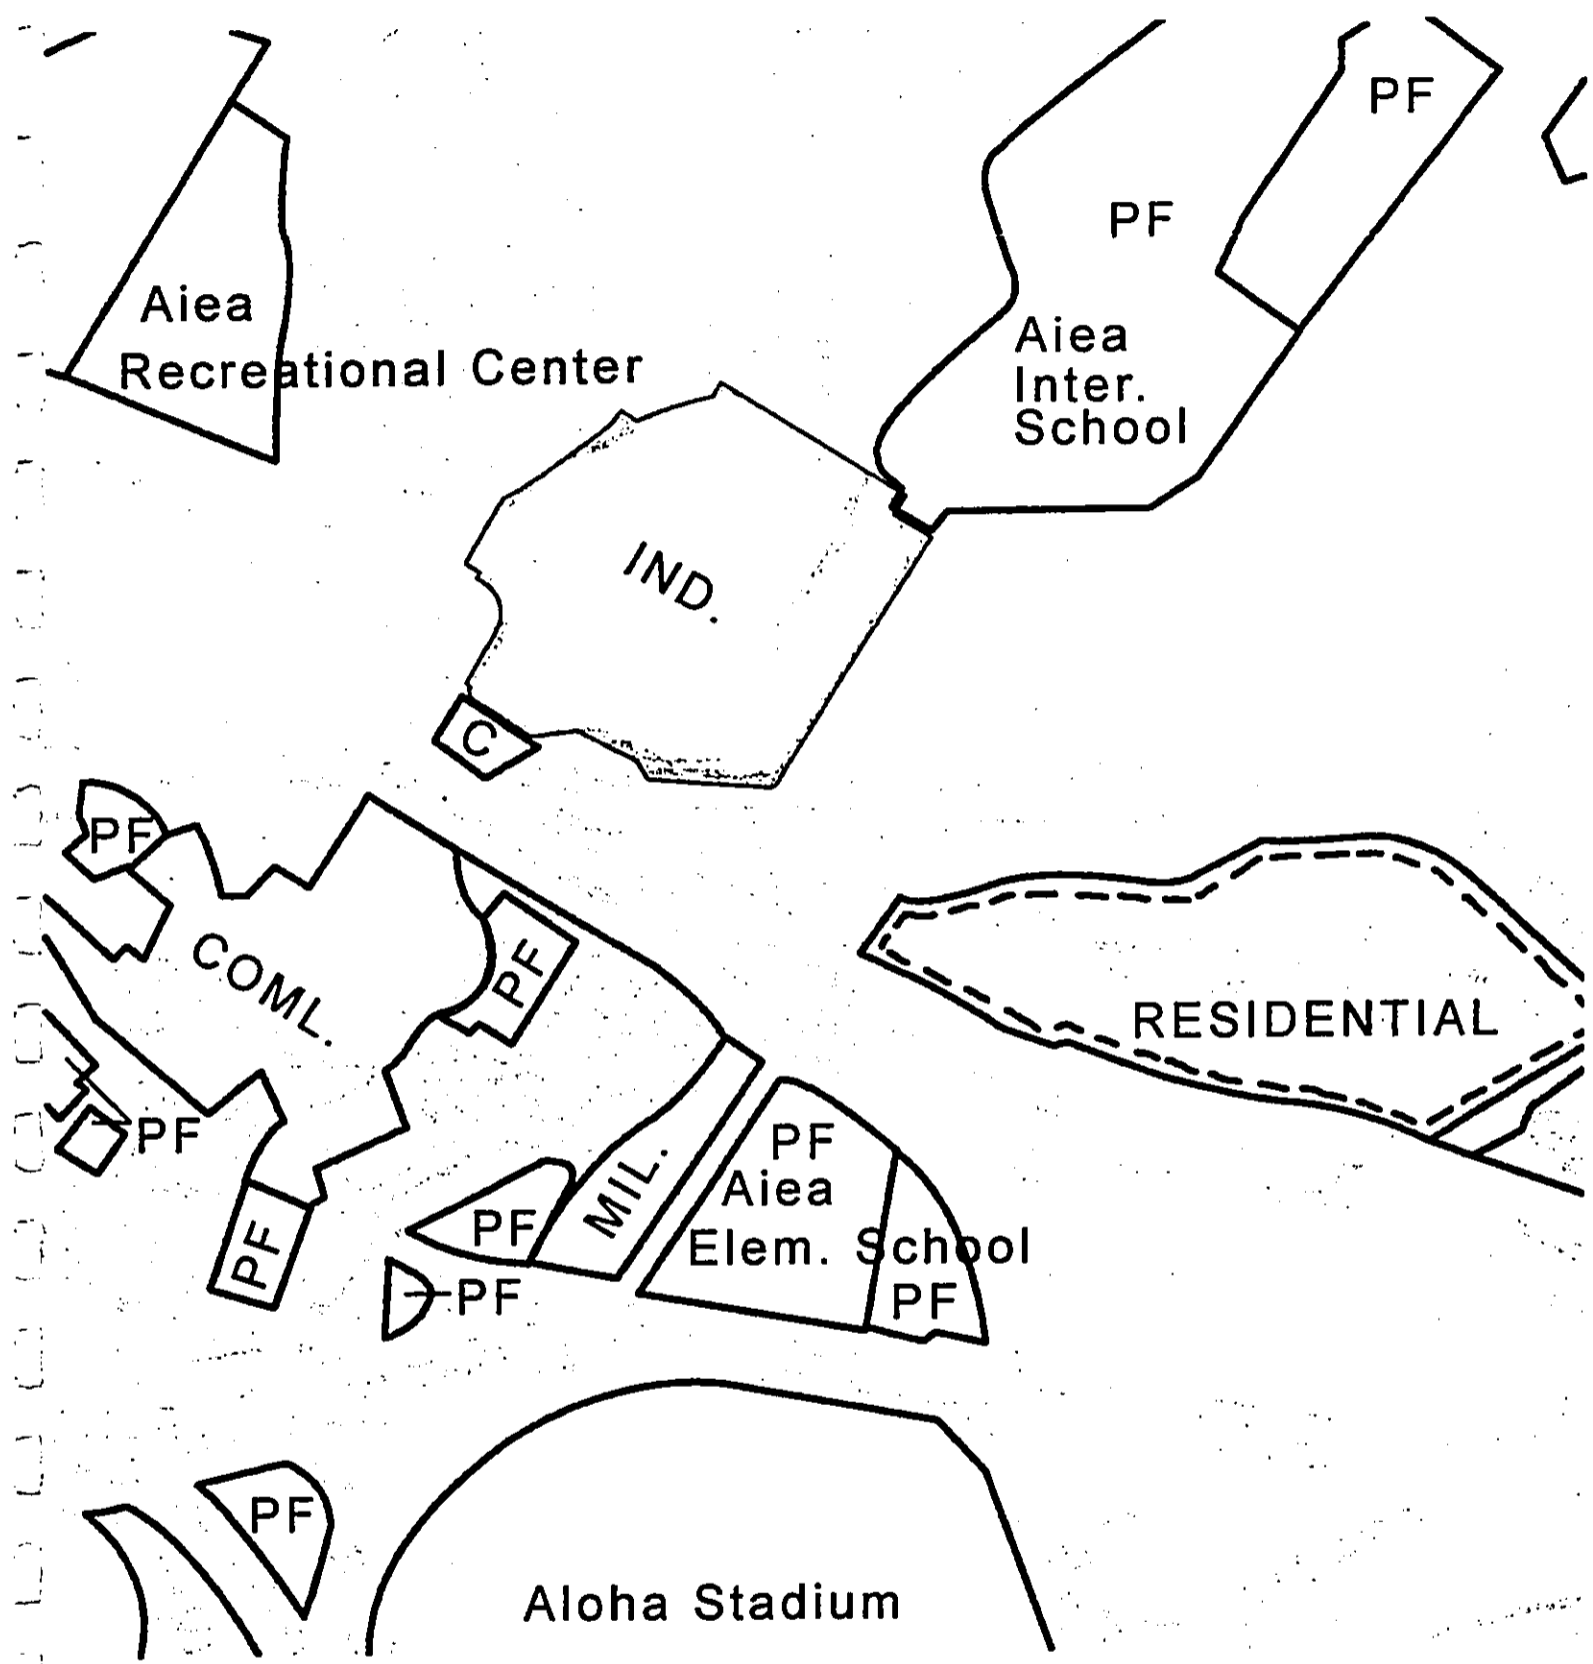 PF
PF
Aiea
Recreational Center
Aiea
Inter.
School
IND.
C
PF
COML.
PF
RESIDENTIAL
PF
PF
Aiea
Elem. School
MIL.
PF
PF
PF
PF
PF
Aloha Stadium